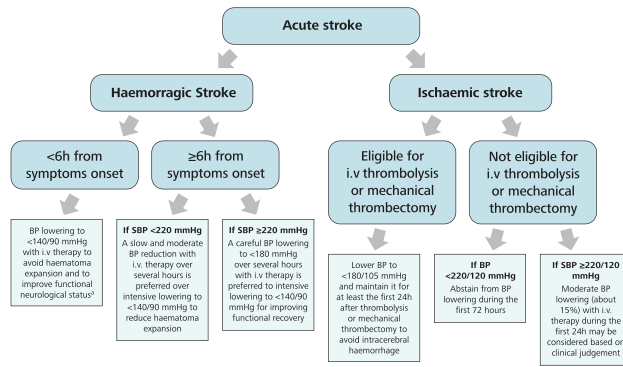 Acute stroke
Haemorragic Stroke
Ischaemic stroke
<6h from
symptoms onset
≥6h from
symptoms onset
Eligible for
i.v thrombolysis
or mechanical
thrombectomy
Not eligible for
i.v thrombolysis
or mechanical
thrombectomy
BP lowering to
<140/90 mmHg
with i.v therapy to
avoid haematoma
expansion and to
improve functional
neurological statusᵃ
If SBP <220 mmHg
A slow and moderate
BP reduction with
i.v. therapy over
several hours is
preferred over
intensive lowering to
<140/90 mmHg to
reduce haematoma
expansion
If SBP ≥220 mmHg
A careful BP lowering
to <180 mmHg
over several hours
with i.v therapy is
preferred to intensive
lowering to <140/90
mmHg for improving
functional recovery
Lower BP to
<180/105 mmHg
and maintain it for
at least the first 24h
after thrombolysis
or mechanical
thrombectomy to
avoid intracerebral
haemorrhage
If BP
<220/120 mmHg
Abstain from BP
lowering during the
first 72 hours
If SBP ≥220/120
mmHg
Moderate BP
lowering (about
15%) with i.v.
therapy during the
first 24h may be
considered based on
clinical judgement